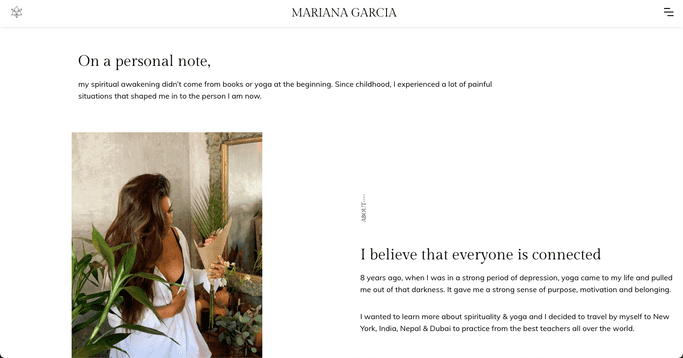 MARIANA GARCIA
On a personal note,
my spiritual awakening didn't come from books or yoga at the beginning. Since childhood, I experienced a lot of painful
situations that shaped me in to the person I am now.
ABOUT
I believe that everyone is connected
8 years ago, when I was in a strong period of depression, yoga came to my life and pulled
me out of that darkness. It gave me a strong sense of purpose, motivation and belonging.
I wanted to learn more about spirituality & yoga and I decided to travel by myself to New
York, India, Nepal & Dubai to practice from the best teachers all over the world.